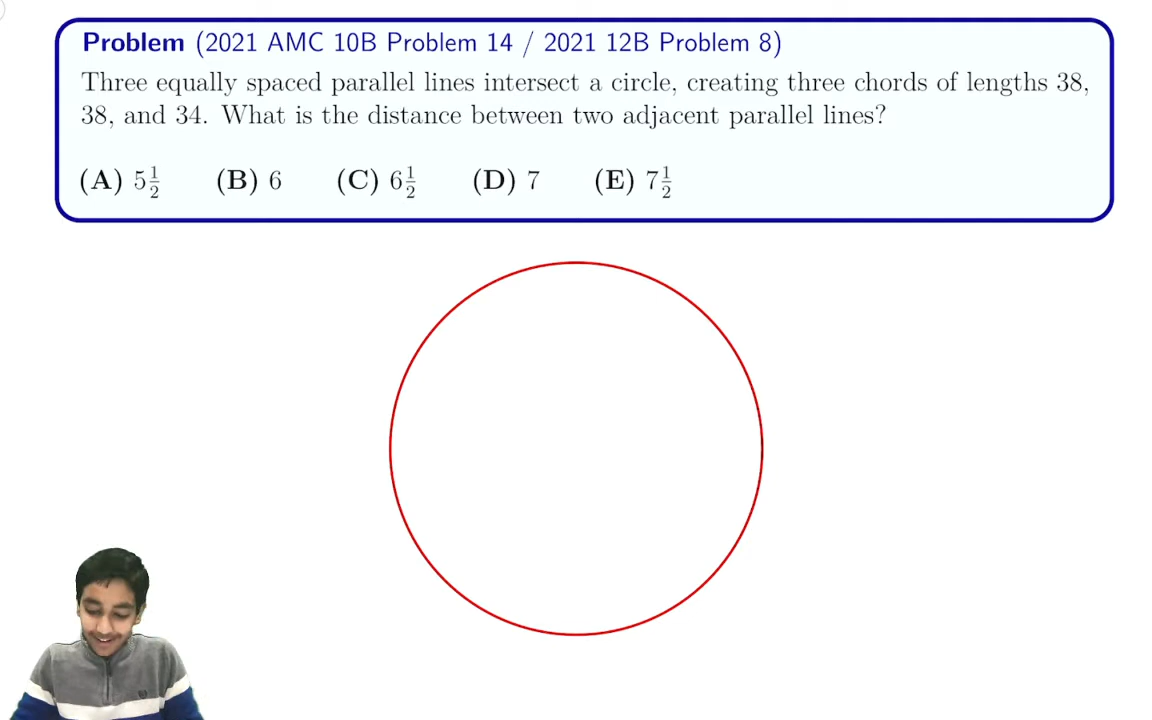 Problem (2021 AMC 10B Problem 14 / 2021 12B Problem 8)
Three equally spaced parallel lines intersect a circle, creating three chords of lengths 38,
38, and 34. What is the distance between two adjacent parallel lines?
(A) 5½ (B) 6 (C) 6½ (D) 7 (E) 7½